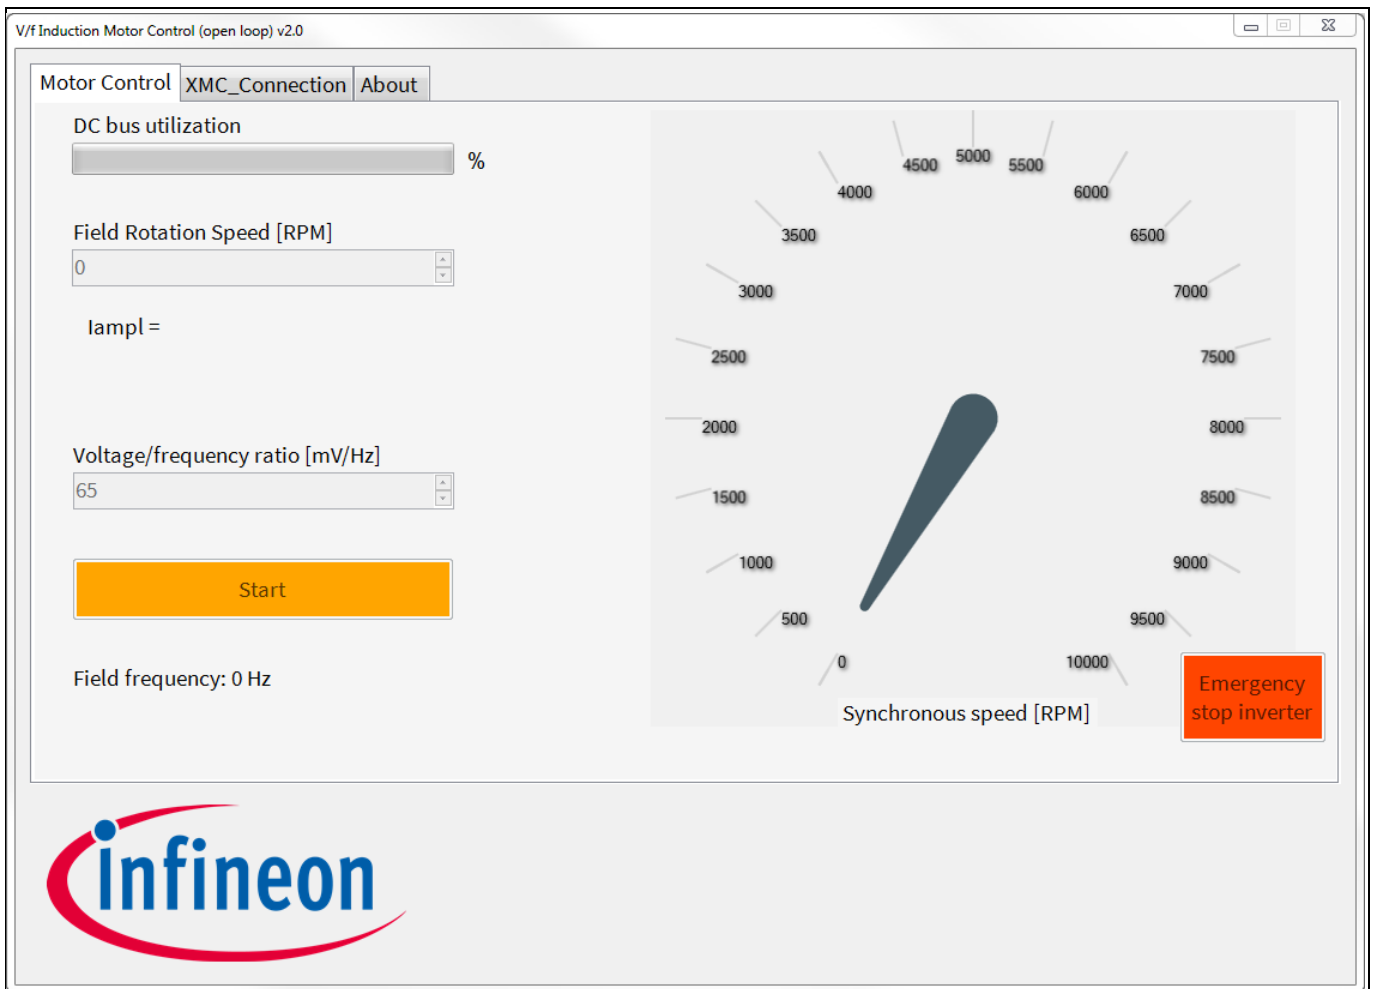 V/f Induction Motor Control (open loop) v2.0
Motor Control XMC_Connection About
DC bus utilization
%
Field Rotation Speed [RPM]
0
Iampl =
Voltage/frequency ratio [mV/Hz]
65
Start
Field frequency: 0 Hz
0
500
1000
1500
2000
2500
3000
3500
4000
4500
5000
5500
6000
6500
7000
7500
8000
8500
9000
9500
10000
Synchronous speed [RPM]
Emergency
stop inverter
infineon